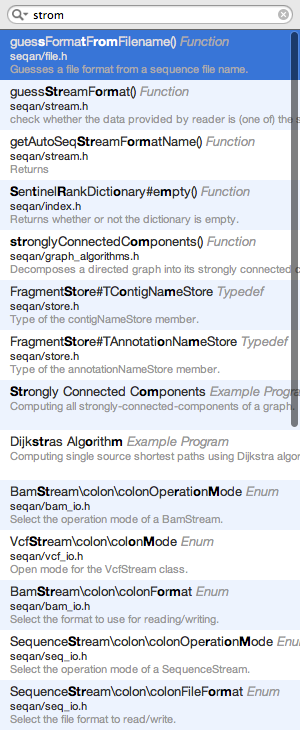 strom
guessFormatFromFilename() Function
seqan/file.h
Guesses a file format from a sequence file name.
guessStreamFormat() Function
seqan/stream.h
check whether the data provided by reader is (one of) the s
getAutoSeqStreamFormatName() Function
seqan/stream.h
Returns
SentinelRankDictionary#empty() Function
seqan/index.h
Returns whether or not the dictionary is empty.
stronglyConnectedComponents() Function
seqan/graph_algorithms.h
Decomposes a directed graph into its strongly connected c
FragmentStore#TContigNameStore Typedef
seqan/store.h
Type of the contigNameStore member.
FragmentStore#TAnnotationNameStore Typedef
seqan/store.h
Type of the annotationNameStore member.
Strongly Connected Components Example Progra
Computing all strongly-connected-components of a graph.
Dijkstras Algorithm Example Program
Computing single source shortest paths using Dijkstra algor
BamStream\colon\colonOperationMode Enum
seqan/bam_io.h
Select the operation mode of a BamStream.
VcfStream\colon\colonMode Enum
seqan/vcf_io.h
Open mode for the VcfStream class.
BamStream\colon\colonFormat Enum
seqan/bam_io.h
Select the format to use for reading/writing.
SequenceStream\colon\colonOperationMode Enu
seqan/seq_io.h
Select the operation mode of a SequenceStream.
SequenceStream\colon\colonFileFormat Enum
seqan/seq_io.h
Select the file format to read/write.